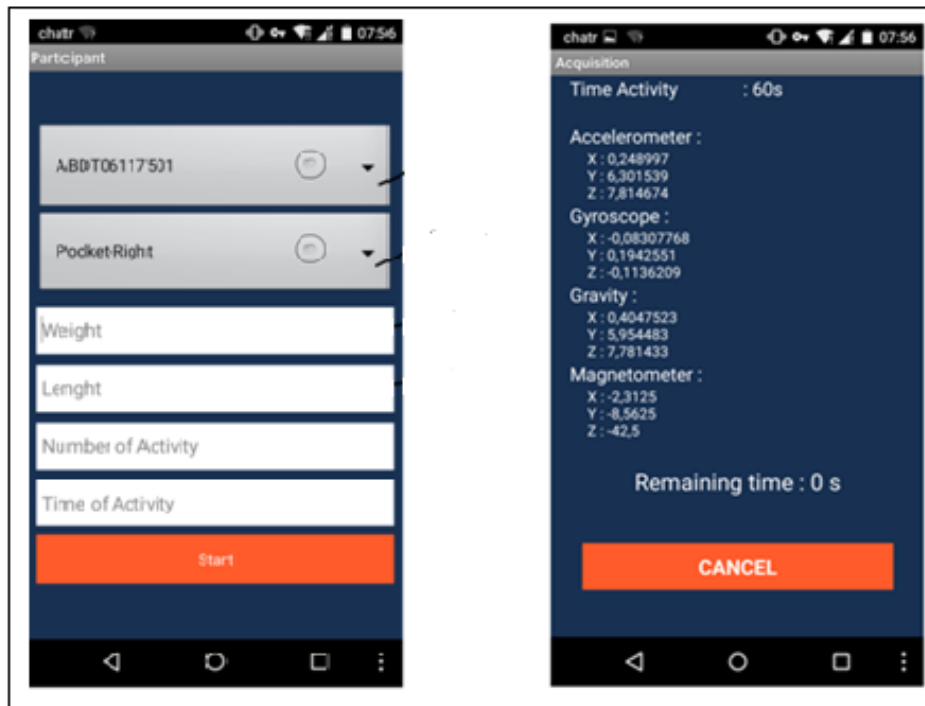 chatr 07:56
Participant
ABDIT06117501
Pocket-Right
Weight
Lenght
Number of Activity
Time of Activity
Start
chatr 07:56
Acquisition
Time Activity : 60s
Accelerometer :
X : 0,248997
Y : 6,301539
Z : 7,814674
Gyroscope :
X : -0,08307768
Y : 0,1942551
Z : -0,1136209
Gravity :
X : 0,4047523
Y : 5,954483
Z : 7,781433
Magnetometer :
X : -2,3125
Y : -8,5625
Z : -42,5
Remaining time : 0 s
CANCEL